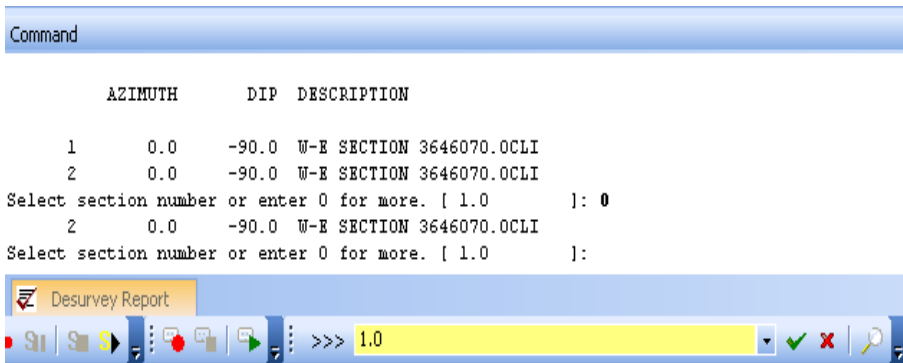 Command
AZIMUTH DIP DESCRIPTION
1 0.0 -90.0 W-E SECTION 3646070.0CLI
2 0.0 -90.0 W-E SECTION 3646070.0CLI
Select section number or enter 0 for more. [ 1.0 ]: 0
2 0.0 -90.0 W-E SECTION 3646070.0CLI
Select section number or enter 0 for more. [ 1.0 ]:
Desurvey Report
>>> 1.0